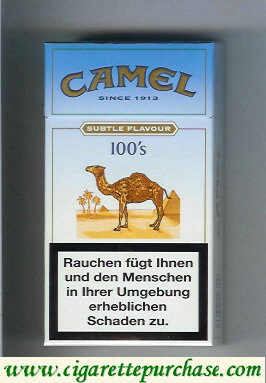 CAMEL
SINCE 1913
SUBTLE FLAVOUR
100's
Rauchen fügt Ihnen
und den Menschen
in Ihrer Umgebung
erheblichen
Schaden zu.
www.cigarettepurchase.com